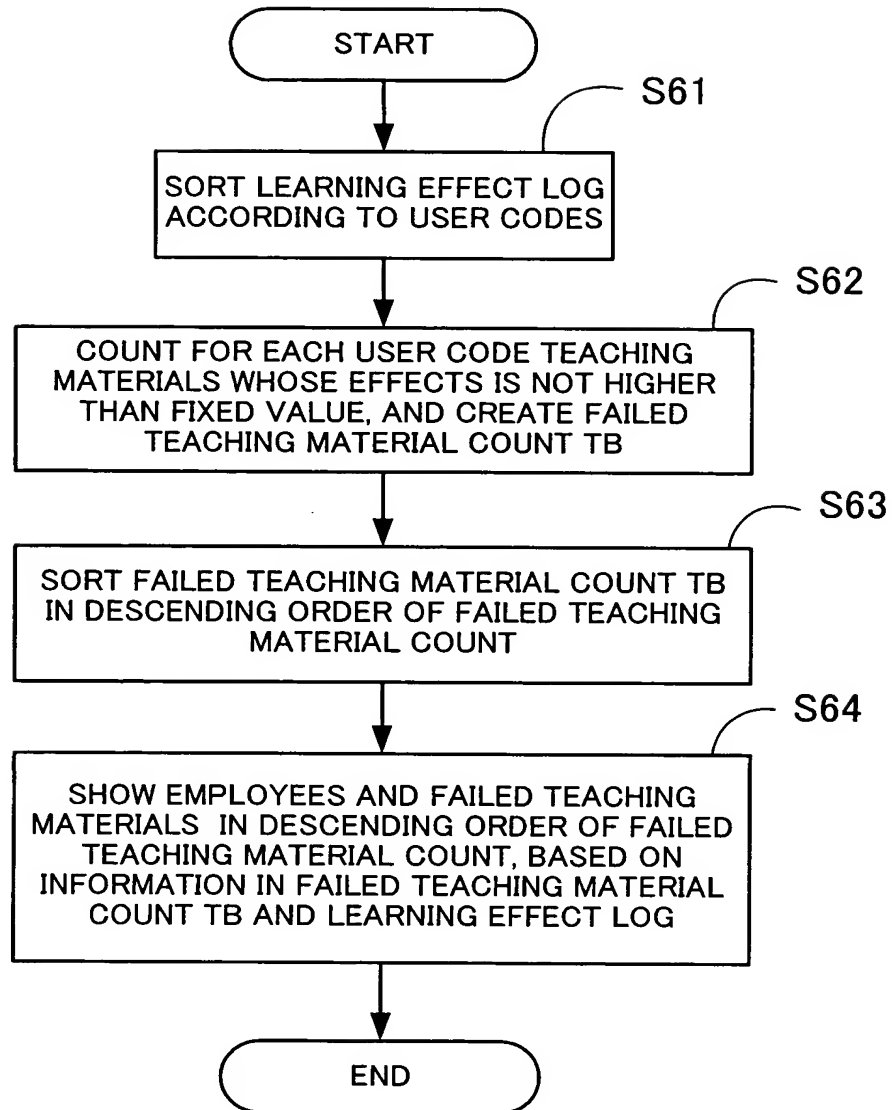 START
S61
SORT LEARNING EFFECT LOG
ACCORDING TO USER CODES
S62
COUNT FOR EACH USER CODE TEACHING
MATERIALS WHOSE EFFECTS IS NOT HIGHER
THAN FIXED VALUE, AND CREATE FAILED
TEACHING MATERIAL COUNT TB
S63
SORT FAILED TEACHING MATERIAL COUNT TB
IN DESCENDING ORDER OF FAILED TEACHING
MATERIAL COUNT
S64
SHOW EMPLOYEES AND FAILED TEACHING
MATERIALS IN DESCENDING ORDER OF FAILED
TEACHING MATERIAL COUNT, BASED ON
INFORMATION IN FAILED TEACHING MATERIAL
COUNT TB AND LEARNING EFFECT LOG
END